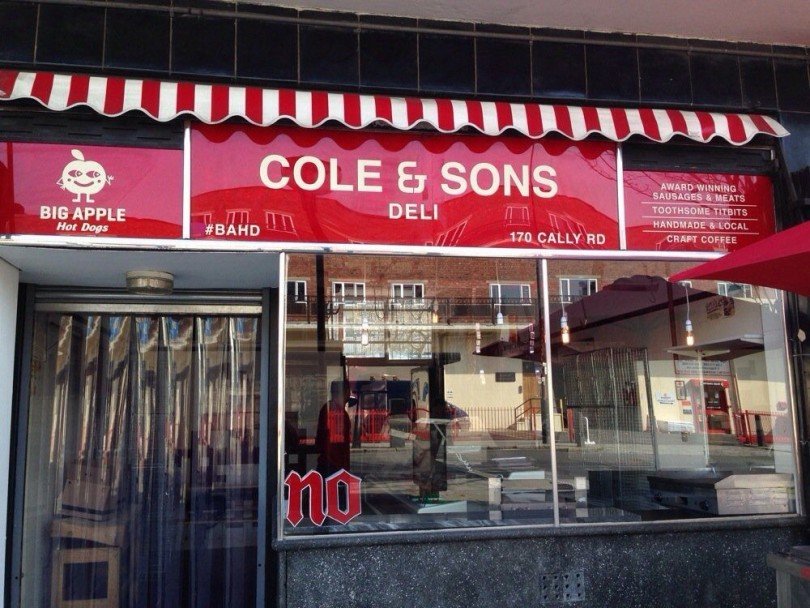 BIG APPLE
Hot Dogs
COLE & SONS
DELI
#BAHD
170 CALLY RD
AWARD WINNING
SAUSAGES & MEATS
TOOTHSOME TITBITS
HANDMADE & LOCAL
CRAFT COFFEE
no